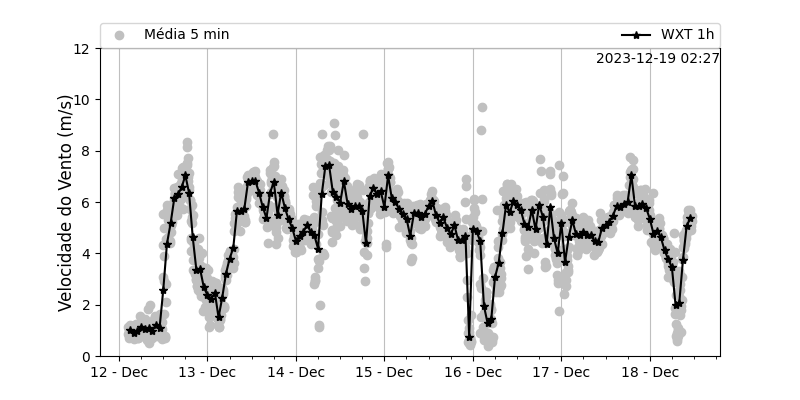 Média 5 min
WXT 1h
2023-12-19 02:27
Velocidade do Vento (m/s)
12
10
8
6
4
2
0
12 - Dec
13 - Dec
14 - Dec
15 - Dec
16 - Dec
17 - Dec
18 - Dec